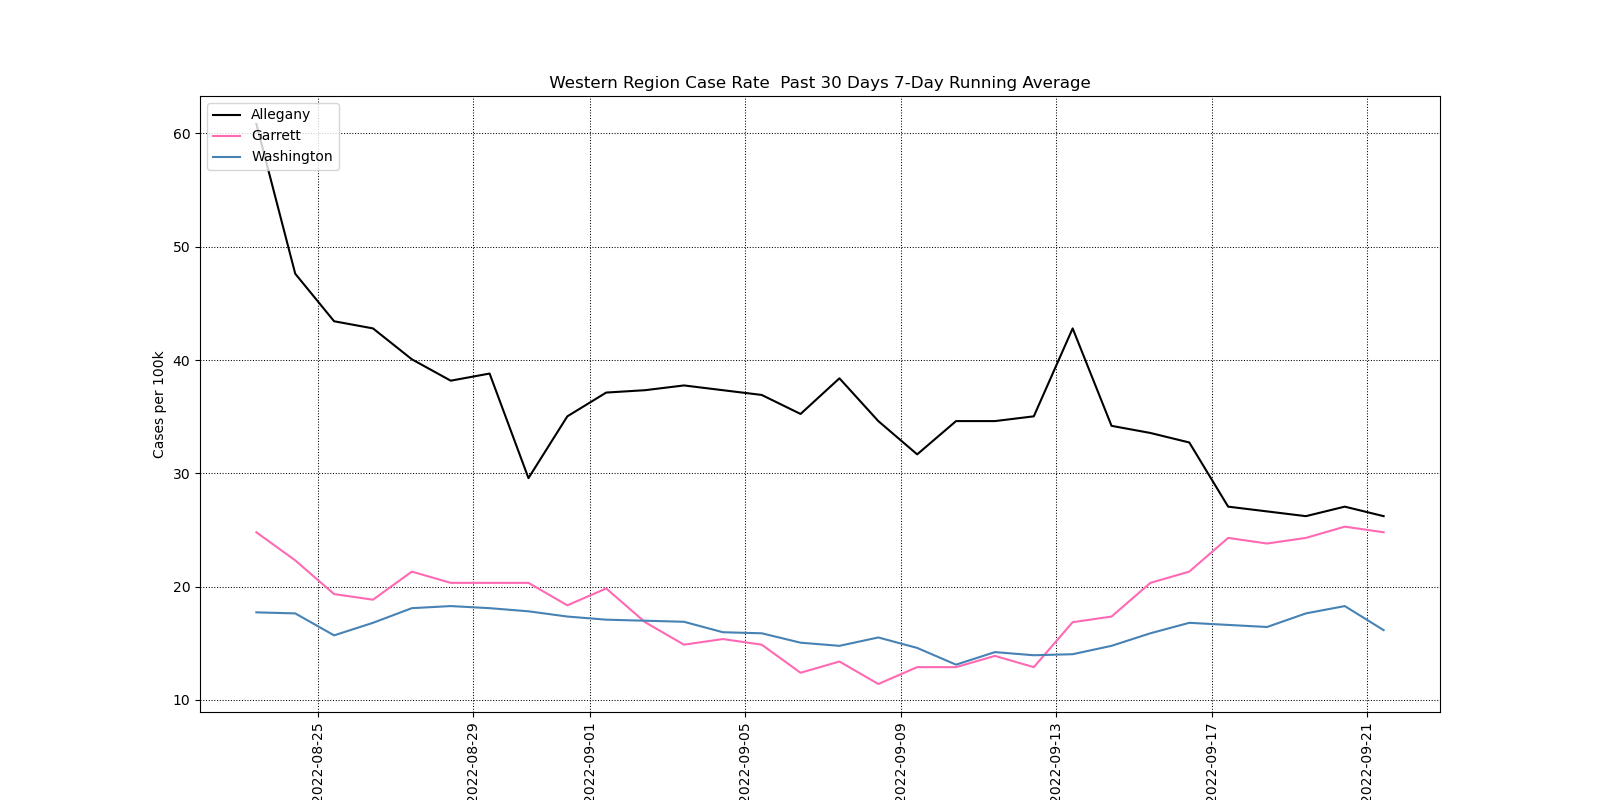 Western Region Case Rate  Past 30 Days 7-Day Running Average
Allegany
Garrett
Washington
60
50
40
30
20
10
Cases per 100k
2022-08-25
2022-08-29
2022-09-01
2022-09-05
2022-09-09
2022-09-13
2022-09-17
2022-09-21